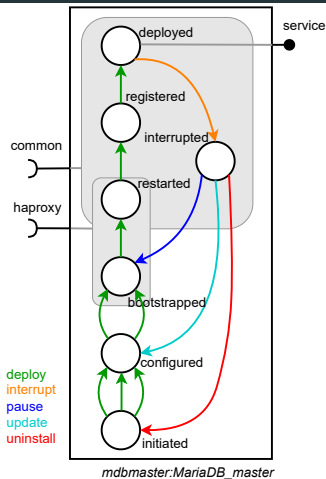 deployed
service
registered
interrupted
common
restarted
haproxy
bootstrapped
configured
deploy
interrupt
pause
update
uninstall
initiated
mdbmaster:MariaDB_master